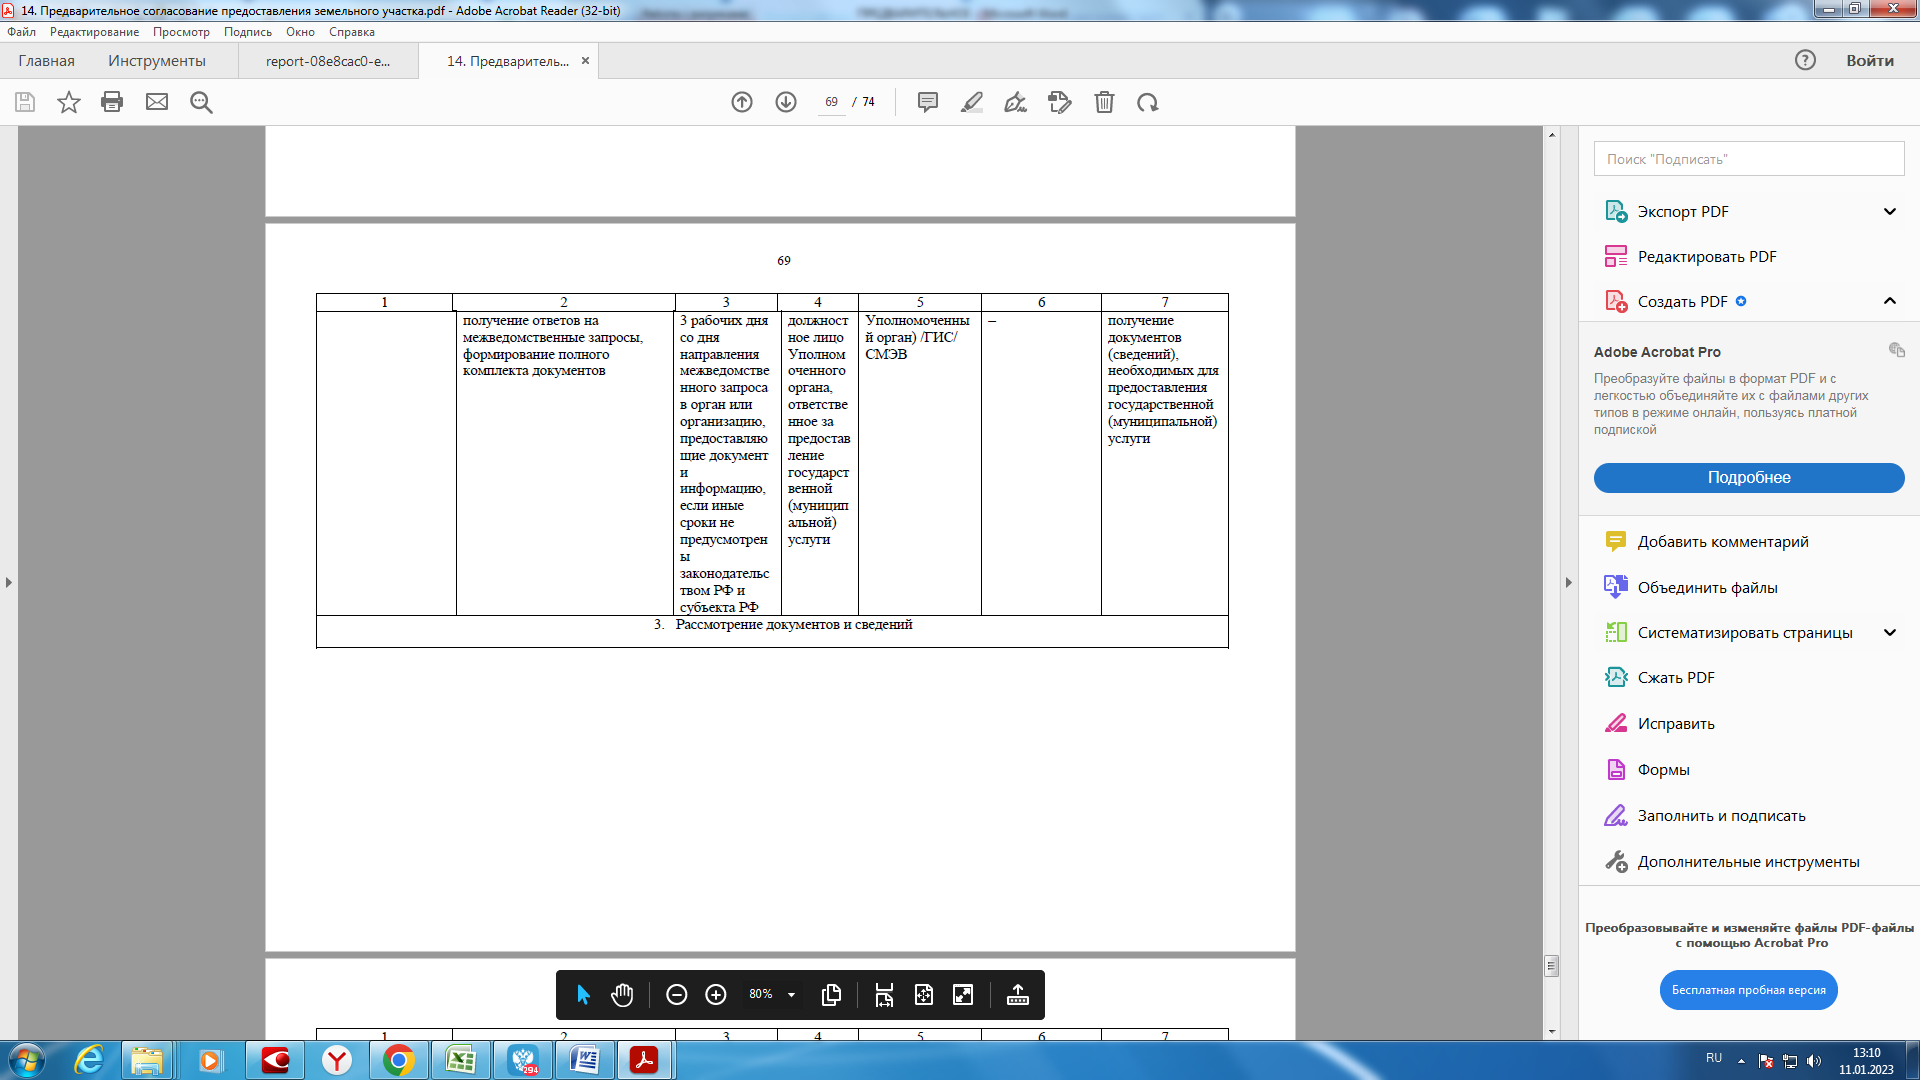 14. Предварительное согласование предоставления земельного участка.pdf - Adobe Acrobat Reader (32-bit)
Файл Редактирование Просмотр Подпись Окно Справка
Главная Инструменты report-08e8cac0-e... 14. Предваритель... × ? Войти
69 / 74
Поиск "Подписать"
Экспорт PDF
Редактировать PDF
Создать PDF
Adobe Acrobat Pro
Преобразуйте файлы в формат PDF и с
легкостью объединяйте их с файлами других
типов в режиме онлайн, пользуясь платной
подпиской
Подробнее
Добавить комментарий
Объединить файлы
Систематизировать страницы
Сжать PDF
Исправить
Формы
Заполнить и подписать
Дополнительные инструменты
Преобразовывайте и изменяйте файлы PDF-файлы
с помощью Acrobat Pro
Бесплатная пробная версия
69
1 2 3 4 5 6 7
получение ответов на
межведомственные запросы,
формирование полного
комплекта документов
3 рабочих дня
со дня
направления
межведомстве
нного запроса
в орган или
организацию,
предоставляю
щие документ
и
информацию,
если иные
сроки не
предусмотрен
ы
законодательс
твом РФ и
субъекта РФ
должност
ное лицо
Уполном
оченного
органа,
ответстве
нное за
предостав
ление
государст
венной
(муницип
альной)
услуги
Уполномоченны
й орган) /ГИС/
СМЭВ
–
получение
документов
(сведений),
необходимых для
предоставления
государственной
(муниципальной)
услуги
3. Рассмотрение документов и сведений
80%
1 2 3 4 5 6 7
294
RU
13:10
11.01.2023